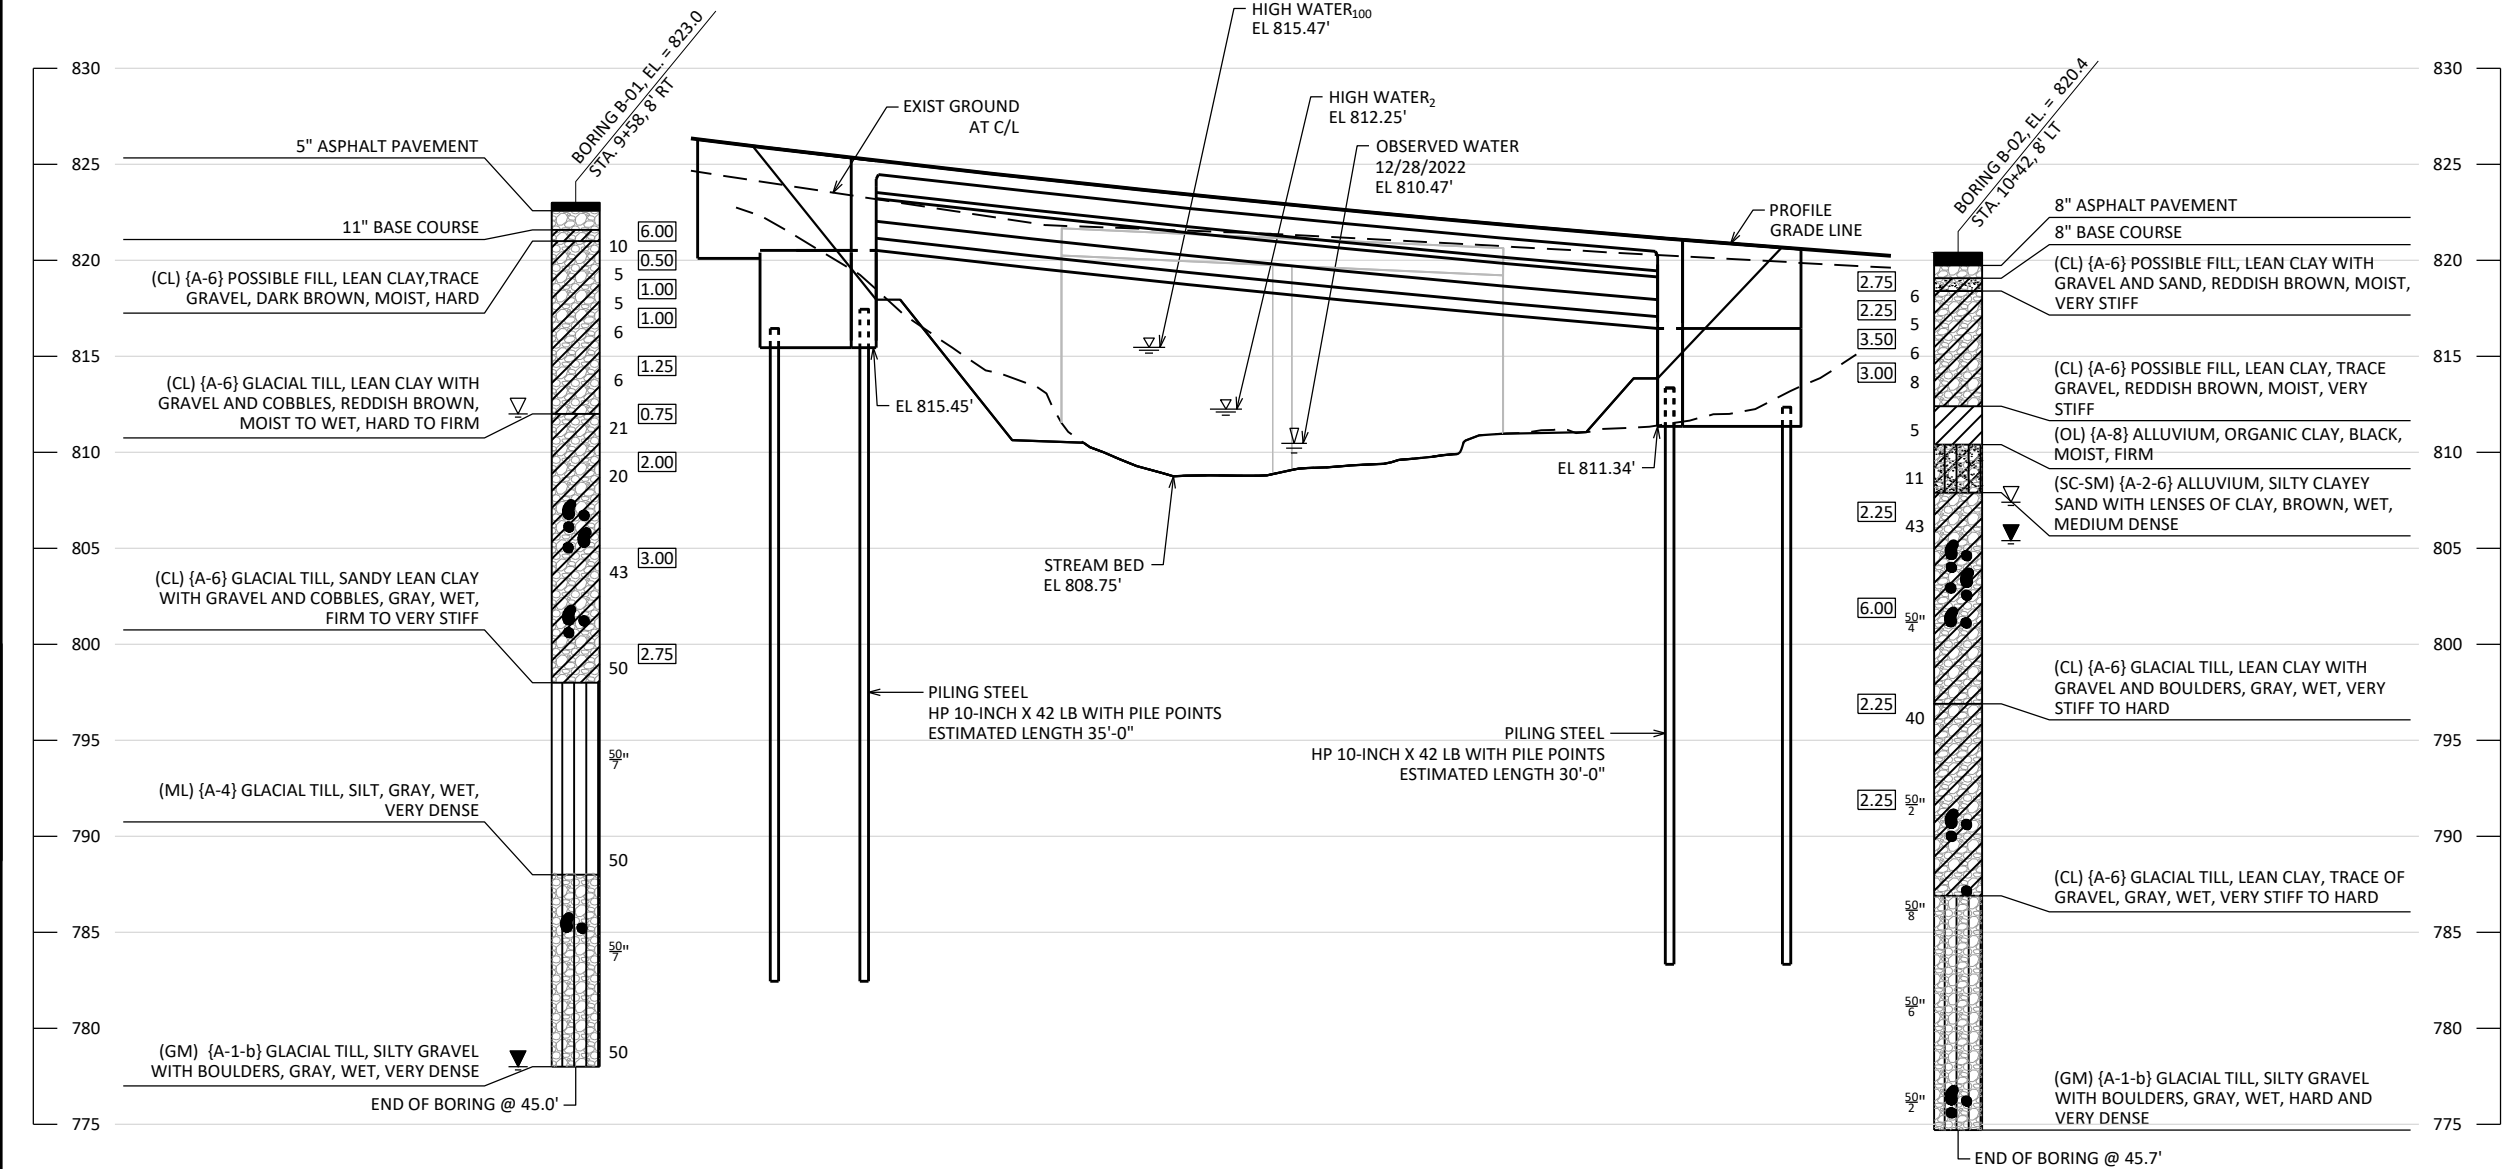 HIGH WATER100
EL 815.47'
HIGH WATER2
EL 812.25'
OBSERVED WATER
12/28/2022
EL 810.47'
EXIST GROUND
AT C/L
PROFILE
GRADE LINE
830
825
820
815
810
805
800
795
790
785
780
775
BORING B-01, EL. = 823.0
STA. 9+58, 8' RT
5" ASPHALT PAVEMENT
11" BASE COURSE
(CL) {A-6} POSSIBLE FILL, LEAN CLAY,TRACE
GRAVEL, DARK BROWN, MOIST, HARD
(CL) {A-6} GLACIAL TILL, LEAN CLAY WITH
GRAVEL AND COBBLES, REDDISH BROWN,
MOIST TO WET, HARD TO FIRM
(CL) {A-6} GLACIAL TILL, SANDY LEAN CLAY
WITH GRAVEL AND COBBLES, GRAY, WET,
FIRM TO VERY STIFF
(ML) {A-4} GLACIAL TILL, SILT, GRAY, WET,
VERY DENSE
(GM) {A-1-b} GLACIAL TILL, SILTY GRAVEL
WITH BOULDERS, GRAY, WET, VERY DENSE
END OF BORING @ 45.0'
6.00
10
0.50
5
1.00
5
1.00
6
1.25
6
0.75
21
2.00
20
3.00
43
2.75
50
50/7"
50
50/7"
50
EL 815.45'
STREAM BED
EL 808.75'
EL 811.34'
PILING STEEL
HP 10-INCH X 42 LB WITH PILE POINTS
ESTIMATED LENGTH 35'-0"
PILING STEEL
HP 10-INCH X 42 LB WITH PILE POINTS
ESTIMATED LENGTH 30'-0"
2.75
6
2.25
5
3.50
6
3.00
8
5
11
2.25
43
6.00
50/4"
2.25
40
2.25
50/2"
50/8"
50/6"
50/2"
BORING B-02, EL. = 820.4
STA. 10+42, 8' LT
8" ASPHALT PAVEMENT
8" BASE COURSE
(CL) {A-6} POSSIBLE FILL, LEAN CLAY WITH
GRAVEL AND SAND, REDDISH BROWN, MOIST,
VERY STIFF
(CL) {A-6} POSSIBLE FILL, LEAN CLAY, TRACE
GRAVEL, REDDISH BROWN, MOIST, VERY
STIFF
(OL) {A-8} ALLUVIUM, ORGANIC CLAY, BLACK,
MOIST, FIRM
(SC-SM) {A-2-6} ALLUVIUM, SILTY CLAYEY
SAND WITH LENSES OF CLAY, BROWN, WET,
MEDIUM DENSE
(CL) {A-6} GLACIAL TILL, LEAN CLAY WITH
GRAVEL AND BOULDERS, GRAY, WET, VERY
STIFF TO HARD
(CL) {A-6} GLACIAL TILL, LEAN CLAY, TRACE OF
GRAVEL, GRAY, WET, VERY STIFF TO HARD
(GM) {A-1-b} GLACIAL TILL, SILTY GRAVEL
WITH BOULDERS, GRAY, WET, HARD AND
VERY DENSE
END OF BORING @ 45.7'
830
825
820
815
810
805
800
795
790
785
780
775